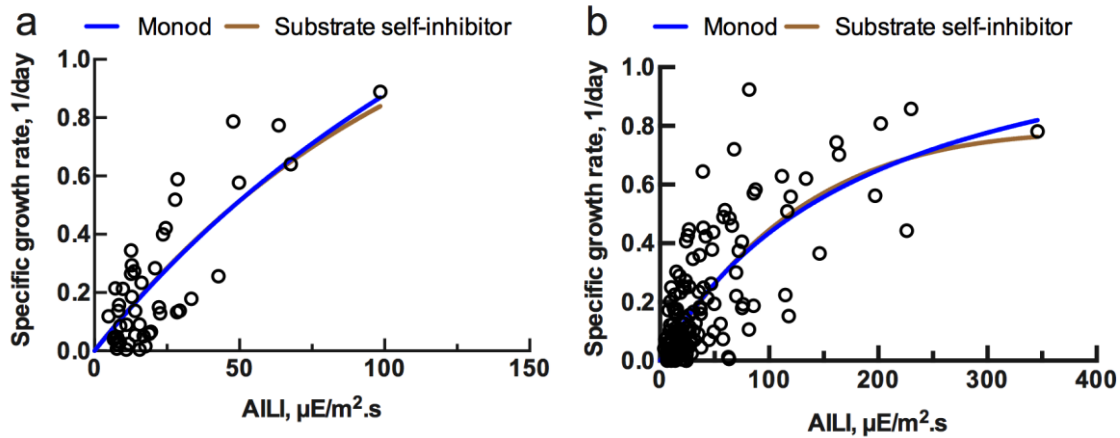 a
Monod
Substrate self-inhibitor
Specific growth rate, 1/day
1.0
0.8
0.6
0.4
0.2
0.0
0
50
100
150
AILI, µE/m².s
b
Monod
Substrate self-inhibitor
Specific growth rate, 1/day
1.0
0.8
0.6
0.4
0.2
0.0
0
100
200
300
400
AILI, µE/m².s